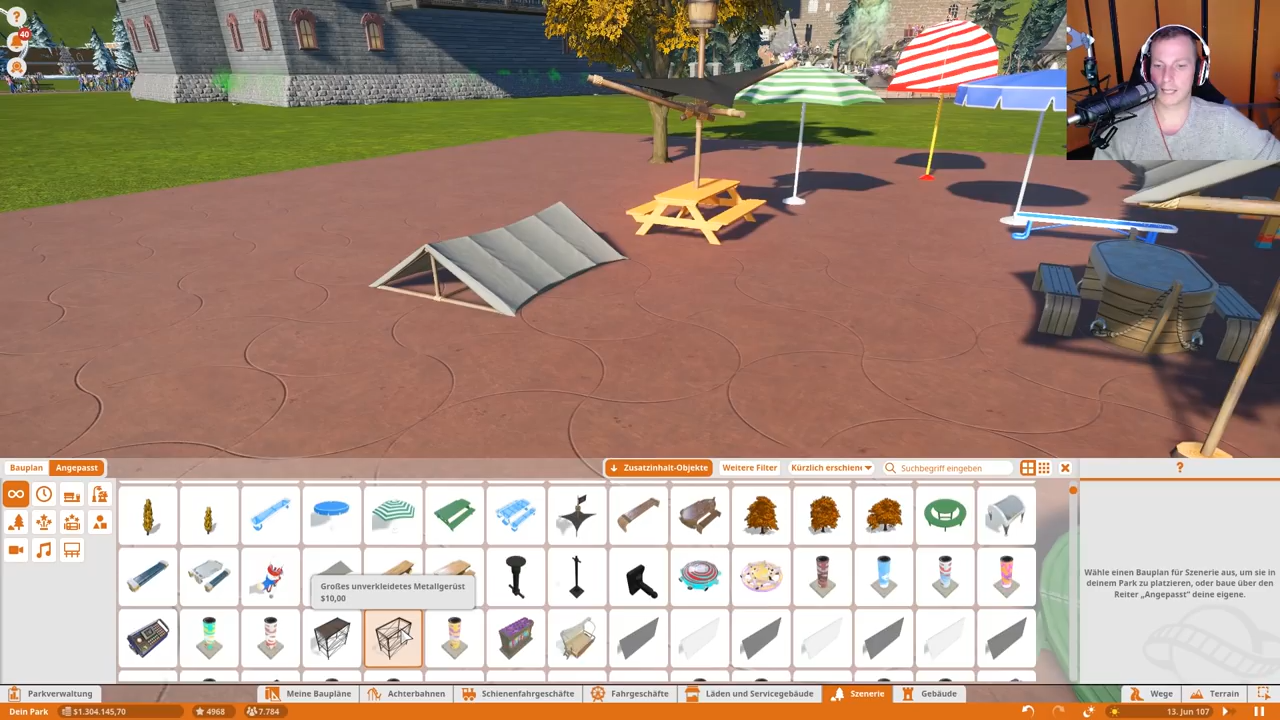 ?
40
Bauplan
Angepasst
Zusatzinhalt-Objekte
Weitere Filter
Kürzlich erschien
Suchbegriff eingeben
?
Großes unverkleidetes Metallgerüst
$10,00
Wähle einen Bauplan für Szenerie aus, um sie in
deinem Park zu platzieren, oder baue über den
Reiter „Angepasst" deine eigene.
Parkverwaltung
Meine Baupläne
Achterbahnen
Schienenfahrgeschäfte
Fahrgeschäfte
Läden und Servicegebäude
Szenerie
Gebäude
Wege
Terrain
Dein Park
$1.304.145,70
4968
7.784
13. Jun 107